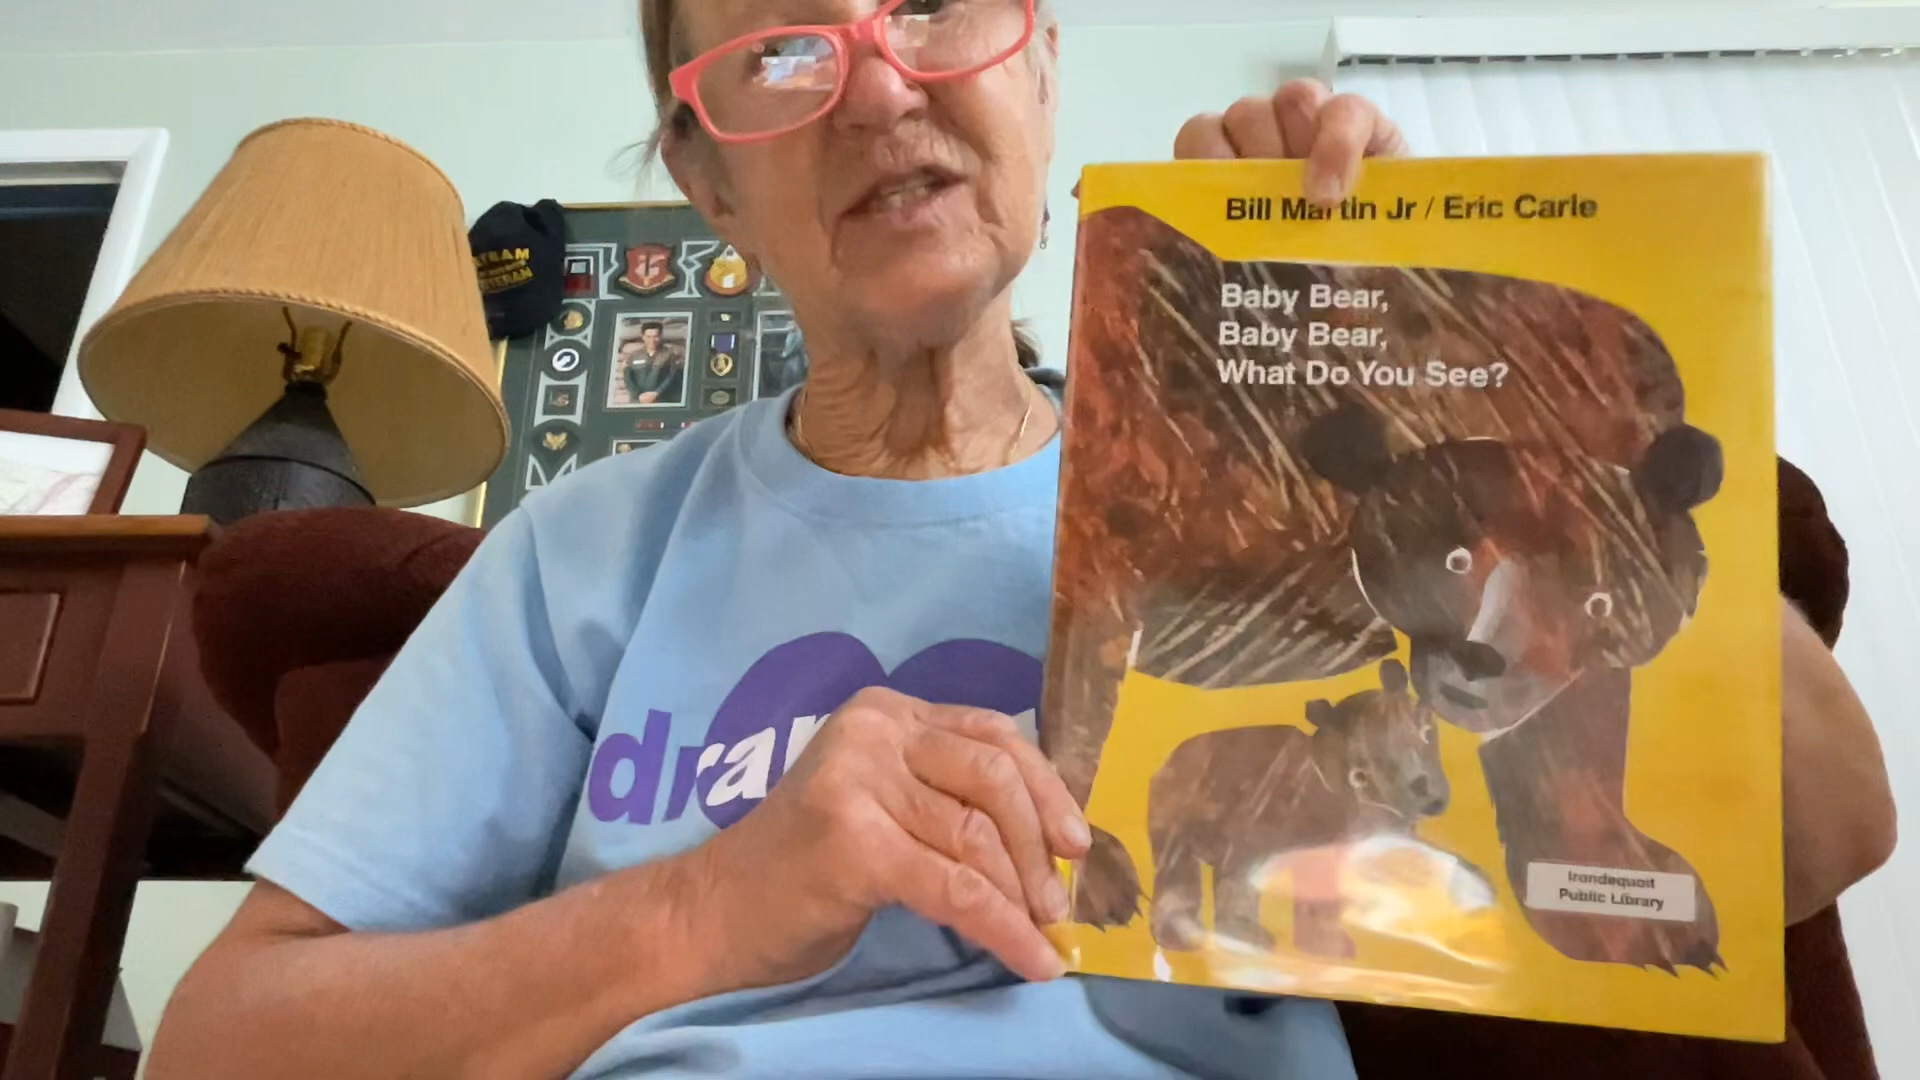 Bill Martin Jr / Eric Carle
Baby Bear,
Baby Bear,
What Do You See?
Irondequoit
Public Library